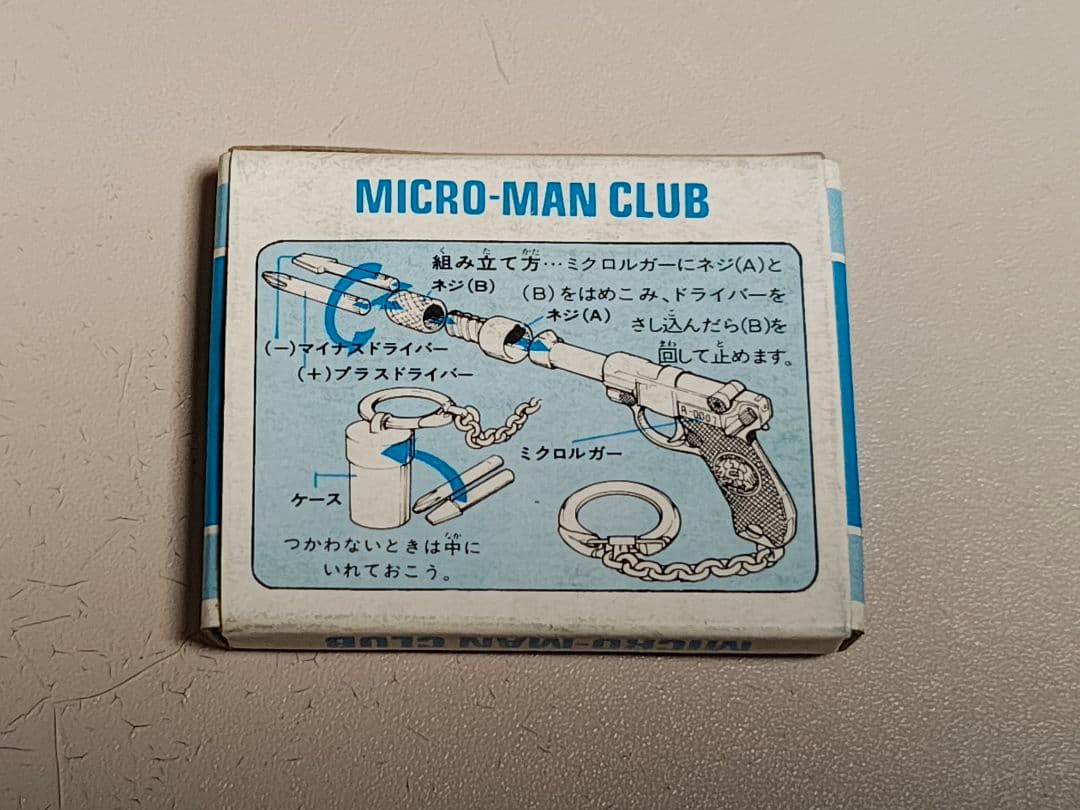 MICRO-MAN CLUB
組み立て方…ミクロルガーにネジ(A)と
(B)をはめこみ、ドライバーを
さし込んだら(B)を
回して止めます。
ネジ(B)
ネジ(A)
(－)マイナスドライバー
(＋)プラスドライバー
R-0001
ミクロルガー
ケース
つかわないときは中に
いれておこう。
MICRO-MAN CLUB